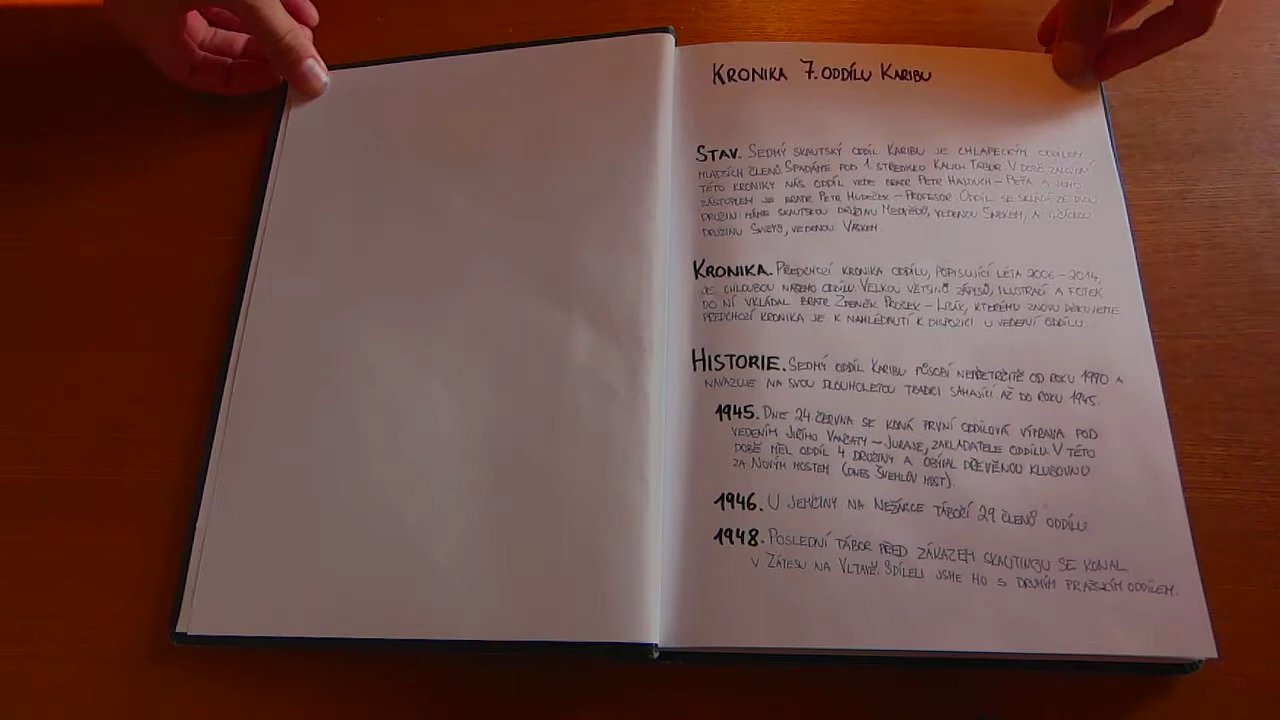 KRONIKA 7. ODDÍLU KARIBU
STAV. SEDMÝ SKAUTSKÝ ODDÍL KARIBU JE CHLAPECKÝM ODDÍLEM
MLADŠÍCH ČLENŮ. SPADÁME POD 1. STŘEDISKO KALICH TÁBOR. V DOBĚ ZALOŽENÍ
TÉTO KRONIKY NÁS ODDÍL VEDE BRATR PETR HAJDUCH – PEŤA A JEHO
ZÁSTUPCEM JE BRATR PETR HUDEČEK – PROFESOR. ODDÍL SE SKLÁDÁ ZE DVOU
DRUŽIN: MÁME SKAUTSKOU DRUŽINU MEDVĚDŮ, VEDENOU ŠNEKEM, A VLČÁCKOU
DRUŽINU VEDENOU VAŠKEM.
KRONIKA. PŘEDCHOZÍ KRONIKA ODDÍLU, POPISUJÍCÍ LÉTA 2006 – 2014,
JE CHLOUBOU NAŠEHO ODDÍLU. VELKOU VĚTŠINU ZÁPISŮ, ILUSTRACÍ A FOTEK
DO NÍ VKLÁDAL BRATR ZDENĚK PROŠEK – LIŠÁK, KTERÉMU ZNOVU DĚKUJEME.
PŘEDCHOZÍ KRONIKA JE K NAHLÉDNUTÍ K DISPOZICI U VEDENÍ ODDÍLU.
HISTORIE. SEDMÝ ODDÍL KARIBU PŮSOBÍ NEPŘETRŽITĚ OD ROKU 1990 A
NAVAZUJE NA SVOU DLOUHOLETOU TRADICI SAHAJÍCÍ AŽ DO ROKU 1945.
1945. DNE 24. ČERVNA SE KONÁ PRVNÍ ODDÍLOVÁ VÝPRAVA POD
VEDENÍM JIŘÍHO VANČATY – JURAJE, ZAKLADATELE ODDÍLU. V TÉTO
DOBĚ MĚL ODDÍL 4 DRUŽINY A OBÝVAL DŘEVĚNOU KLUBOVNU
ZA NOVÝM MOSTEM (DNES ŠVEHLŮV MOST).
1946. U JEMČINY NA NEŽÁRCE TÁBOŘÍ 29 ČLENŮ ODDÍLU.
1948. POSLEDNÍ TÁBOR PŘED ZÁKAZEM SKAUTINGU SE KONAL
V ZÁTESU NA VLTAVĚ. SDÍLELI JSME HO S DRUHÝM PRAŽSKÝM ODDÍLEM.